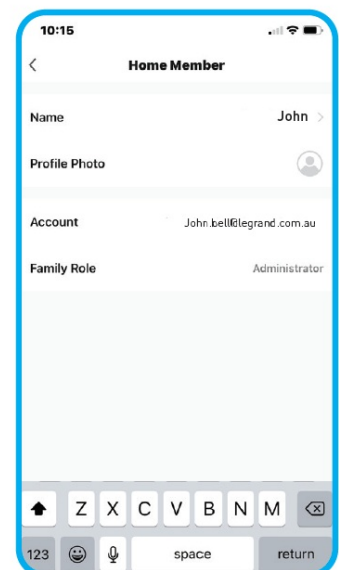 10:15
Home Member
Name John
Profile Photo
Account John.bell@legrand.com.au
Family Role Administrator
Z X C V B N M
123 space return